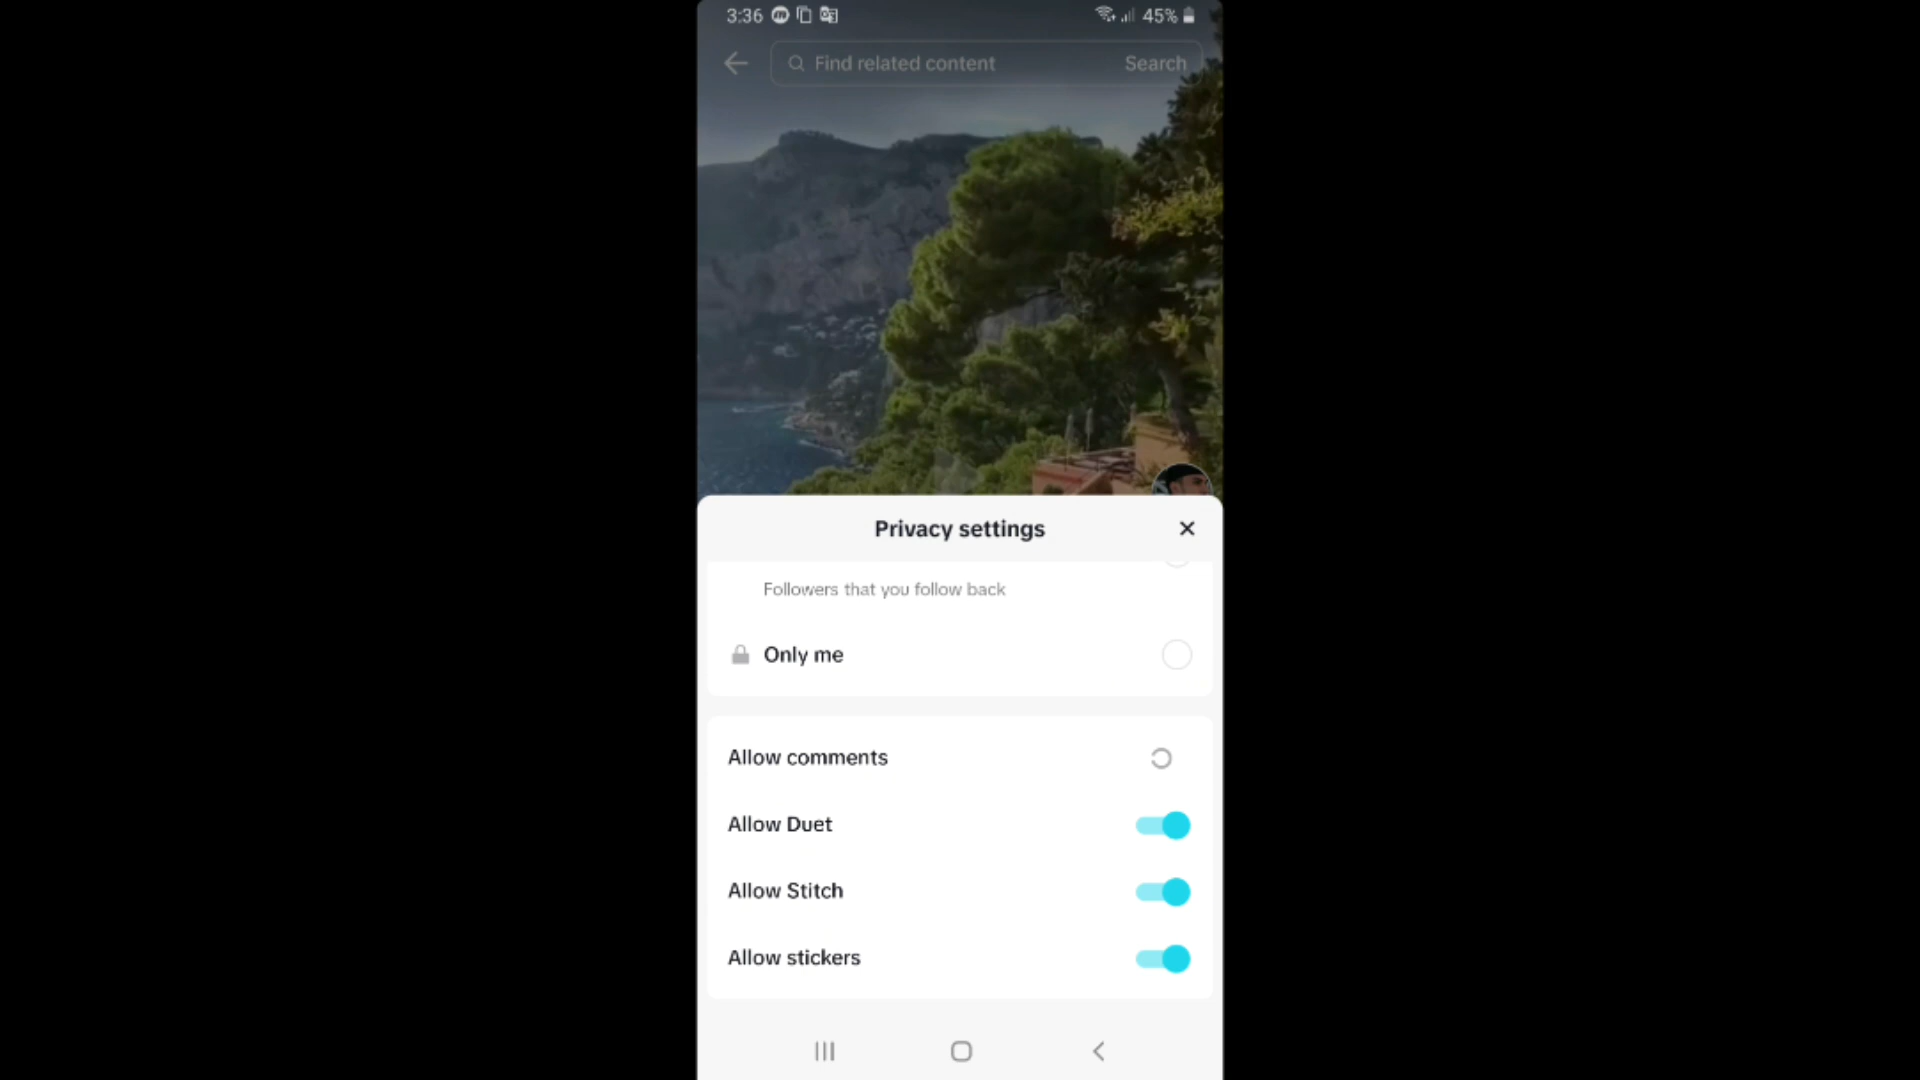 3:36
45%
Find related content
Search
Privacy settings
Followers that you follow back
Only me
Allow comments
Allow Duet
Allow Stitch
Allow stickers